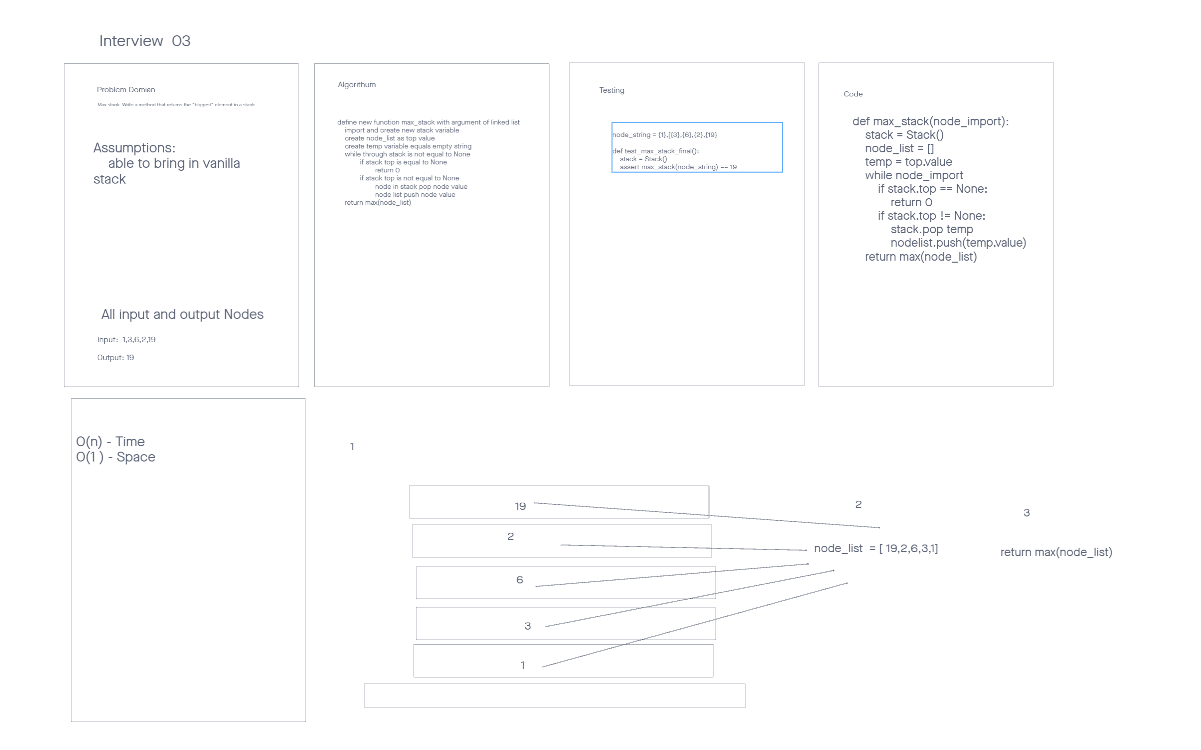 Interview 03
Problem Domian
Max stack. Write a method that returns the "biggest" element in a stack.
Assumptions:
able to bring in vanilla
stack
All input and output Nodes
Input: 1,3,6,2,19
Output: 19
Algorithum
define new function max_stack with argument of linked list
import and create new stack variable
create node_list as top value
create temp variable equals empty string
while through stack is not equal to None
if stack top is equal to None
return 0
if stack top is not equal to None
node in stack pop node value
node list push node value
return max(node_list)
Testing
node_string = {1},[{3},{6},{2},{19}
def test_max_stack_final():
stack = Stack()
assert max_stack(node_string) == 19
Code
def max_stack(node_import):
stack = Stack()
node_list = []
temp = top.value
while node_import
if stack.top == None:
return 0
if stack.top != None:
stack.pop temp
nodelist.push(temp.value)
return max(node_list)
O(n) - Time
O(1 ) - Space
1
19
2
6
3
1
2
node_list = [ 19,2,6,3,1]
3
return max(node_list)